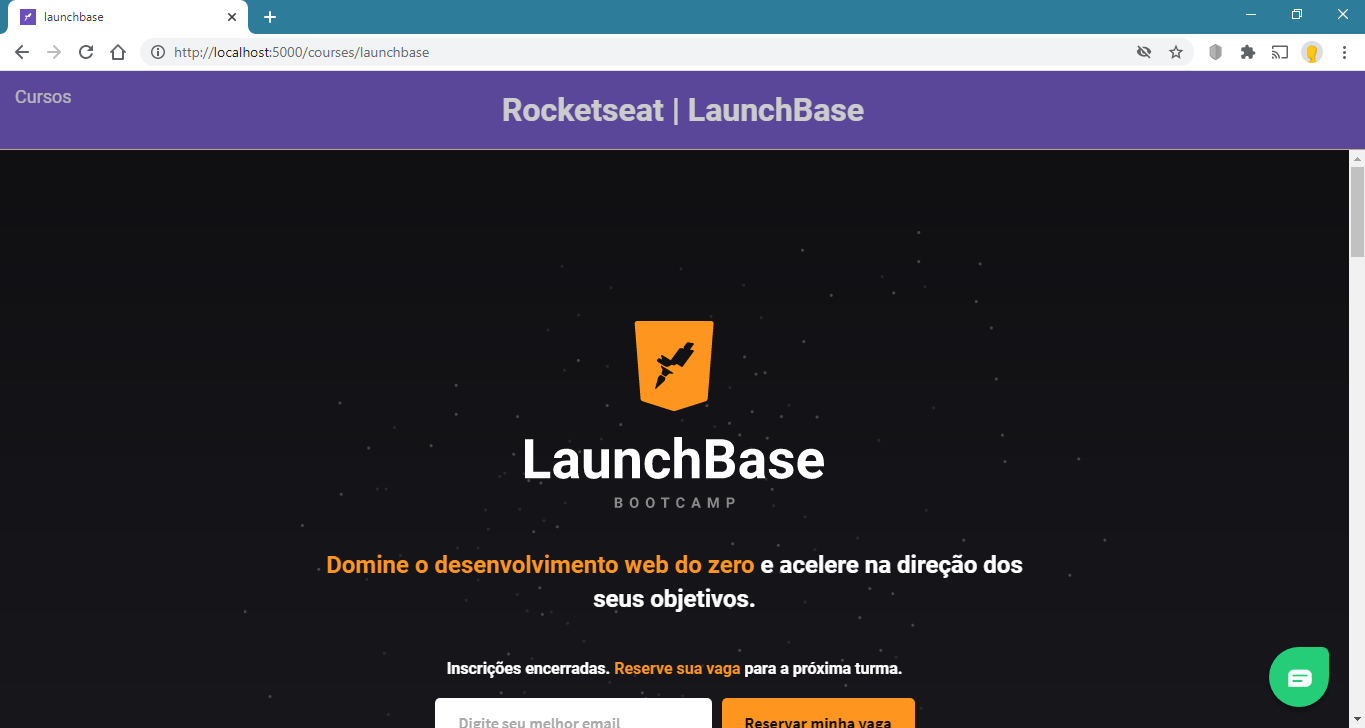 launchbase
http://localhost:5000/courses/launchbase
Cursos
Rocketseat | LaunchBase
LaunchBase
BOOTCAMP
Domine o desenvolvimento web do zero e acelere na direção dos
seus objetivos.
Inscrições encerradas. Reserve sua vaga para a próxima turma.
Digite seu melhor email
Reservar minha vaga